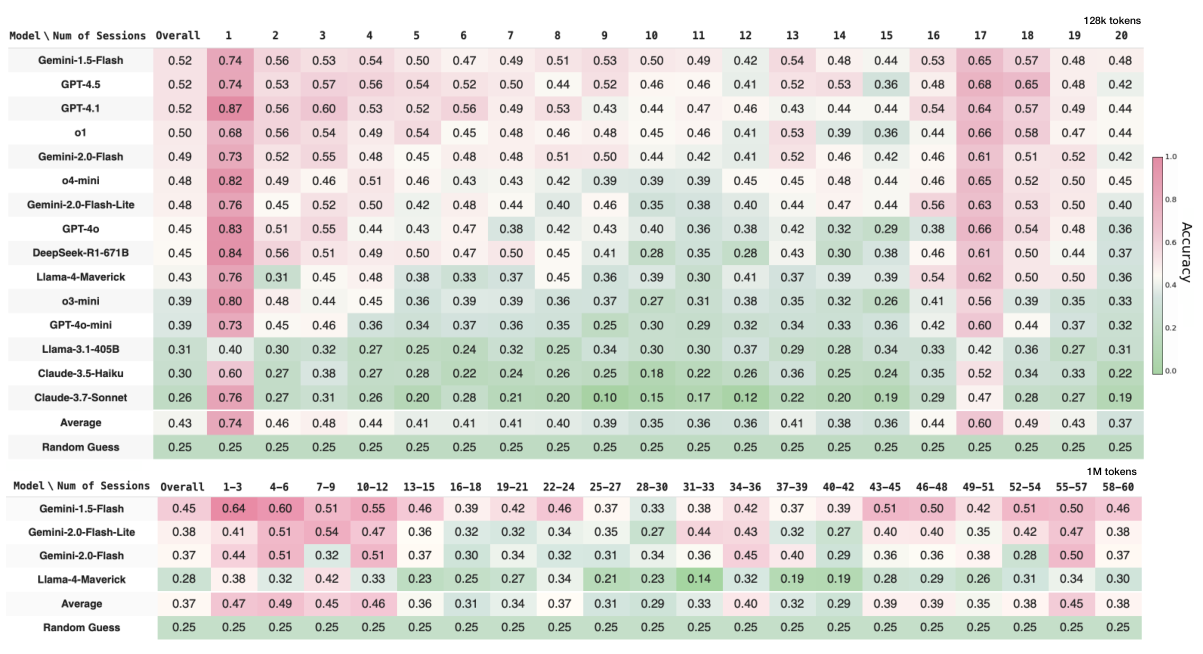 128k tokens
Model \ Num of Sessions Overall 1 2 3 4 5 6 7 8 9 10 11 12 13 14 15 16 17 18 19 20
Gemini-1.5-Flash 0.52 0.74 0.56 0.53 0.54 0.50 0.47 0.49 0.51 0.53 0.50 0.49 0.42 0.54 0.48 0.44 0.53 0.65 0.57 0.48 0.48
GPT-4.5 0.52 0.74 0.53 0.57 0.56 0.54 0.52 0.50 0.44 0.52 0.46 0.46 0.41 0.52 0.53 0.36 0.48 0.68 0.65 0.48 0.42
GPT-4.1 0.52 0.87 0.56 0.60 0.53 0.52 0.56 0.49 0.53 0.43 0.44 0.47 0.46 0.43 0.44 0.44 0.54 0.64 0.57 0.49 0.44
o1 0.50 0.68 0.56 0.54 0.49 0.54 0.45 0.48 0.46 0.48 0.45 0.46 0.41 0.53 0.39 0.36 0.44 0.66 0.58 0.47 0.44
Gemini-2.0-Flash 0.49 0.73 0.52 0.55 0.48 0.45 0.48 0.48 0.51 0.50 0.44 0.42 0.41 0.52 0.46 0.42 0.46 0.61 0.51 0.52 0.42
o4-mini 0.48 0.82 0.49 0.46 0.51 0.46 0.43 0.43 0.42 0.39 0.39 0.39 0.45 0.45 0.48 0.44 0.46 0.65 0.52 0.50 0.45
Gemini-2.0-Flash-Lite 0.48 0.76 0.45 0.52 0.50 0.42 0.48 0.44 0.40 0.46 0.35 0.38 0.40 0.44 0.47 0.44 0.56 0.63 0.53 0.50 0.40
GPT-4o 0.45 0.83 0.51 0.55 0.44 0.43 0.47 0.38 0.42 0.43 0.40 0.36 0.38 0.42 0.32 0.29 0.38 0.66 0.54 0.48 0.36
DeepSeek-R1-671B 0.45 0.84 0.56 0.51 0.49 0.50 0.47 0.50 0.45 0.41 0.28 0.35 0.28 0.43 0.30 0.38 0.46 0.61 0.50 0.44 0.37
Llama-4-Maverick 0.43 0.76 0.31 0.45 0.48 0.38 0.33 0.37 0.45 0.36 0.39 0.30 0.41 0.37 0.39 0.39 0.54 0.62 0.50 0.50 0.36
o3-mini 0.39 0.80 0.48 0.44 0.45 0.36 0.39 0.39 0.36 0.37 0.27 0.31 0.38 0.35 0.32 0.26 0.41 0.56 0.39 0.35 0.33
GPT-4o-mini 0.39 0.73 0.45 0.46 0.36 0.34 0.37 0.36 0.35 0.25 0.30 0.29 0.32 0.34 0.33 0.36 0.42 0.60 0.44 0.37 0.32
Llama-3.1-405B 0.31 0.40 0.30 0.32 0.27 0.25 0.24 0.32 0.25 0.34 0.30 0.30 0.37 0.29 0.28 0.34 0.33 0.42 0.36 0.27 0.31
Claude-3.5-Haiku 0.30 0.60 0.27 0.38 0.27 0.28 0.22 0.24 0.26 0.25 0.18 0.22 0.26 0.36 0.25 0.24 0.35 0.52 0.34 0.33 0.22
Claude-3.7-Sonnet 0.26 0.76 0.27 0.31 0.26 0.20 0.28 0.21 0.20 0.10 0.15 0.17 0.12 0.22 0.20 0.19 0.29 0.47 0.28 0.27 0.19
Average 0.43 0.74 0.46 0.48 0.44 0.41 0.41 0.41 0.40 0.39 0.35 0.36 0.36 0.41 0.38 0.36 0.44 0.60 0.49 0.43 0.37
Random Guess 0.25 0.25 0.25 0.25 0.25 0.25 0.25 0.25 0.25 0.25 0.25 0.25 0.25 0.25 0.25 0.25 0.25 0.25 0.25 0.25 0.25
1.0
0.8
0.6
0.4
0.2
0.0
Accuracy
1M tokens
Model \ Num of Sessions Overall 1–3 4–6 7–9 10–12 13–15 16–18 19–21 22–24 25–27 28–30 31–33 34–36 37–39 40–42 43–45 46–48 49–51 52–54 55–57 58–60
Gemini-1.5-Flash 0.45 0.64 0.60 0.51 0.55 0.46 0.39 0.42 0.46 0.37 0.33 0.38 0.42 0.37 0.39 0.51 0.50 0.42 0.51 0.50 0.46
Gemini-2.0-Flash-Lite 0.38 0.41 0.51 0.54 0.47 0.36 0.32 0.32 0.34 0.35 0.27 0.44 0.43 0.32 0.27 0.40 0.40 0.35 0.42 0.47 0.38
Gemini-2.0-Flash 0.37 0.44 0.51 0.32 0.51 0.37 0.30 0.34 0.32 0.31 0.34 0.36 0.45 0.40 0.29 0.36 0.36 0.38 0.28 0.50 0.37
Llama-4-Maverick 0.28 0.38 0.32 0.42 0.33 0.23 0.25 0.27 0.34 0.21 0.23 0.14 0.32 0.19 0.19 0.28 0.29 0.26 0.31 0.34 0.30
Average 0.37 0.47 0.49 0.45 0.46 0.36 0.31 0.34 0.37 0.31 0.29 0.33 0.40 0.32 0.29 0.39 0.39 0.35 0.38 0.45 0.38
Random Guess 0.25 0.25 0.25 0.25 0.25 0.25 0.25 0.25 0.25 0.25 0.25 0.25 0.25 0.25 0.25 0.25 0.25 0.25 0.25 0.25 0.25